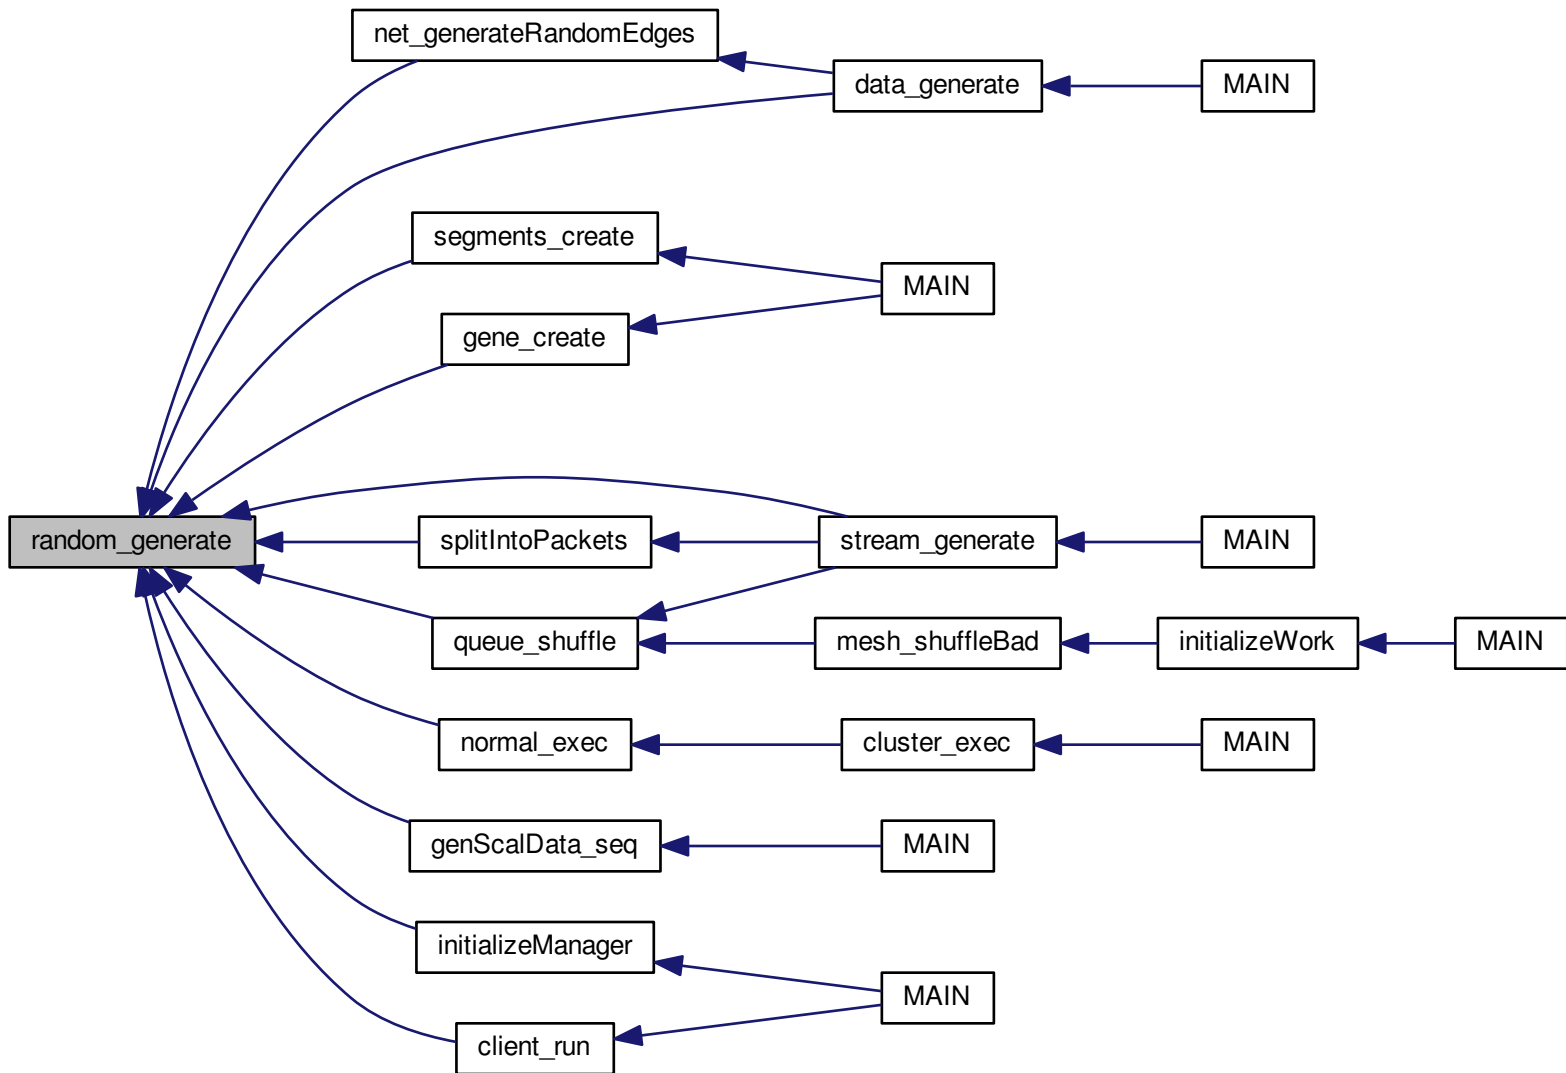 net_generateRandomEdges
data_generate
MAIN
segments_create
MAIN
gene_create
random_generate
splitIntoPackets
stream_generate
MAIN
queue_shuffle
mesh_shuffleBad
initializeWork
MAIN
normal_exec
cluster_exec
MAIN
genScalData_seq
MAIN
initializeManager
MAIN
client_run